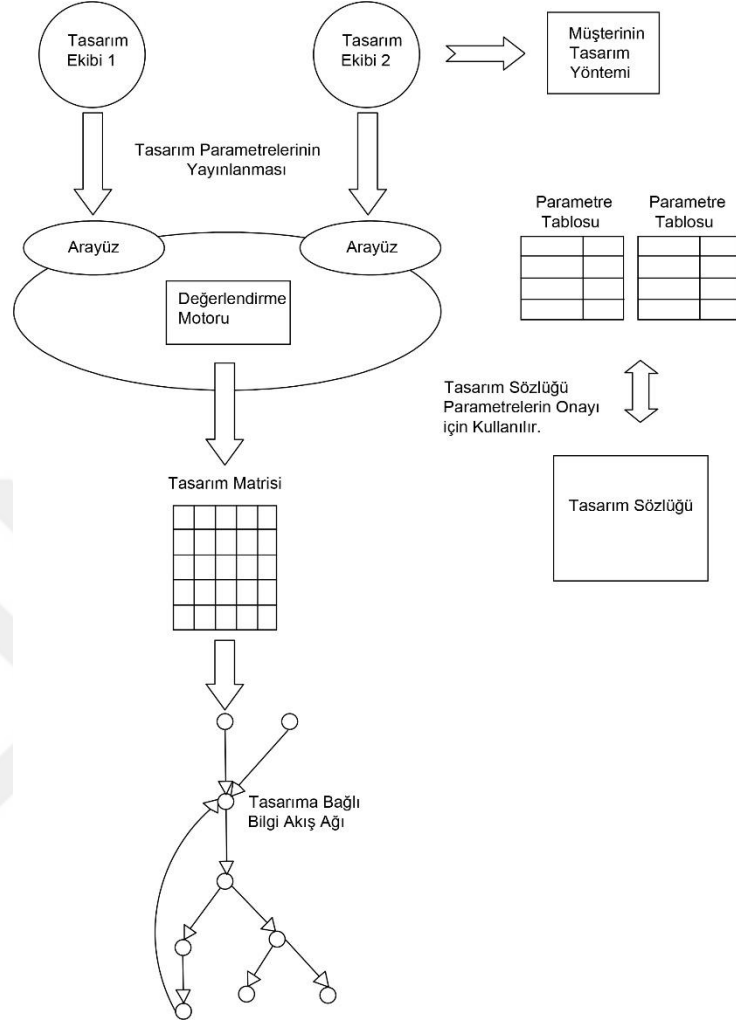 Tasarım
Ekibi 1
Tasarım
Ekibi 2
Müşterinin
Tasarım
Yöntemi
Tasarım Parametrelerinin
Yayınlanması
Parametre
Tablosu
Parametre
Tablosu
Arayüz
Arayüz
Değerlendirme
Motoru
Tasarım Sözlüğü
Parametrelerin Onayı
için Kullanılır.
Tasarım Matrisi
Tasarım Sözlüğü
Tasarıma Bağlı
Bilgi Akış Ağı